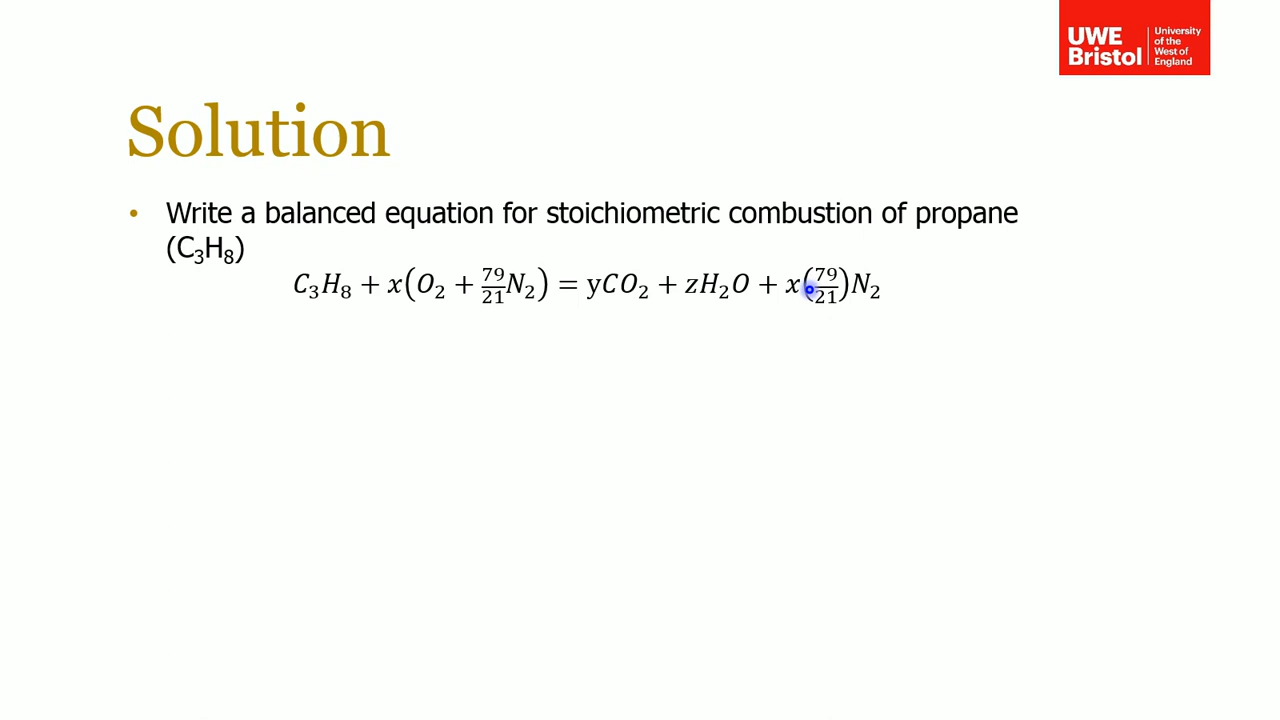 UWE
Bristol
University
of the
West of
England
Solution
• Write a balanced equation for stoichiometric combustion of propane
(C₃H₈)
C₃H₈ + x(O₂ + 79/21 N₂) = yCO₂ + zH₂O + x(79/21)N₂